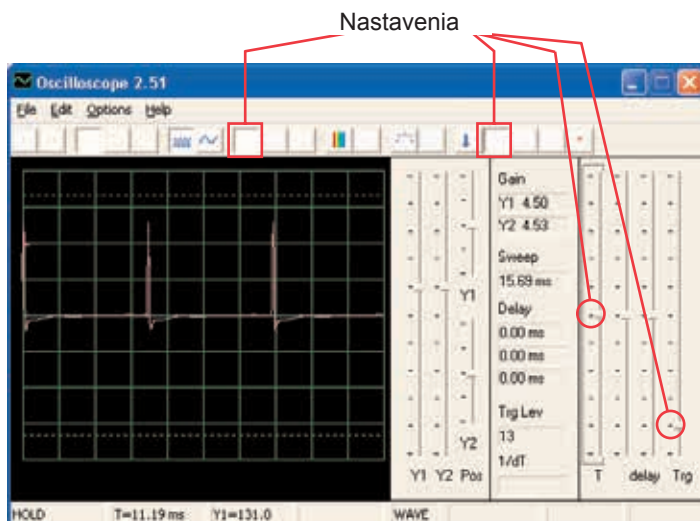 Nastavenia
Oscilloscope 2.51
File Edit Options Help
Gain
Y1 4.50
Y2 4.53
Sweep
15.69 ms
Delay
0.00 ms
0.00 ms
0.00 ms
Trg Lev
13
1/dT
Y1
Y2
Y1 Y2 Pos
T delay Trg
HOLD T=11.19 ms Y1=131.0 WAVE